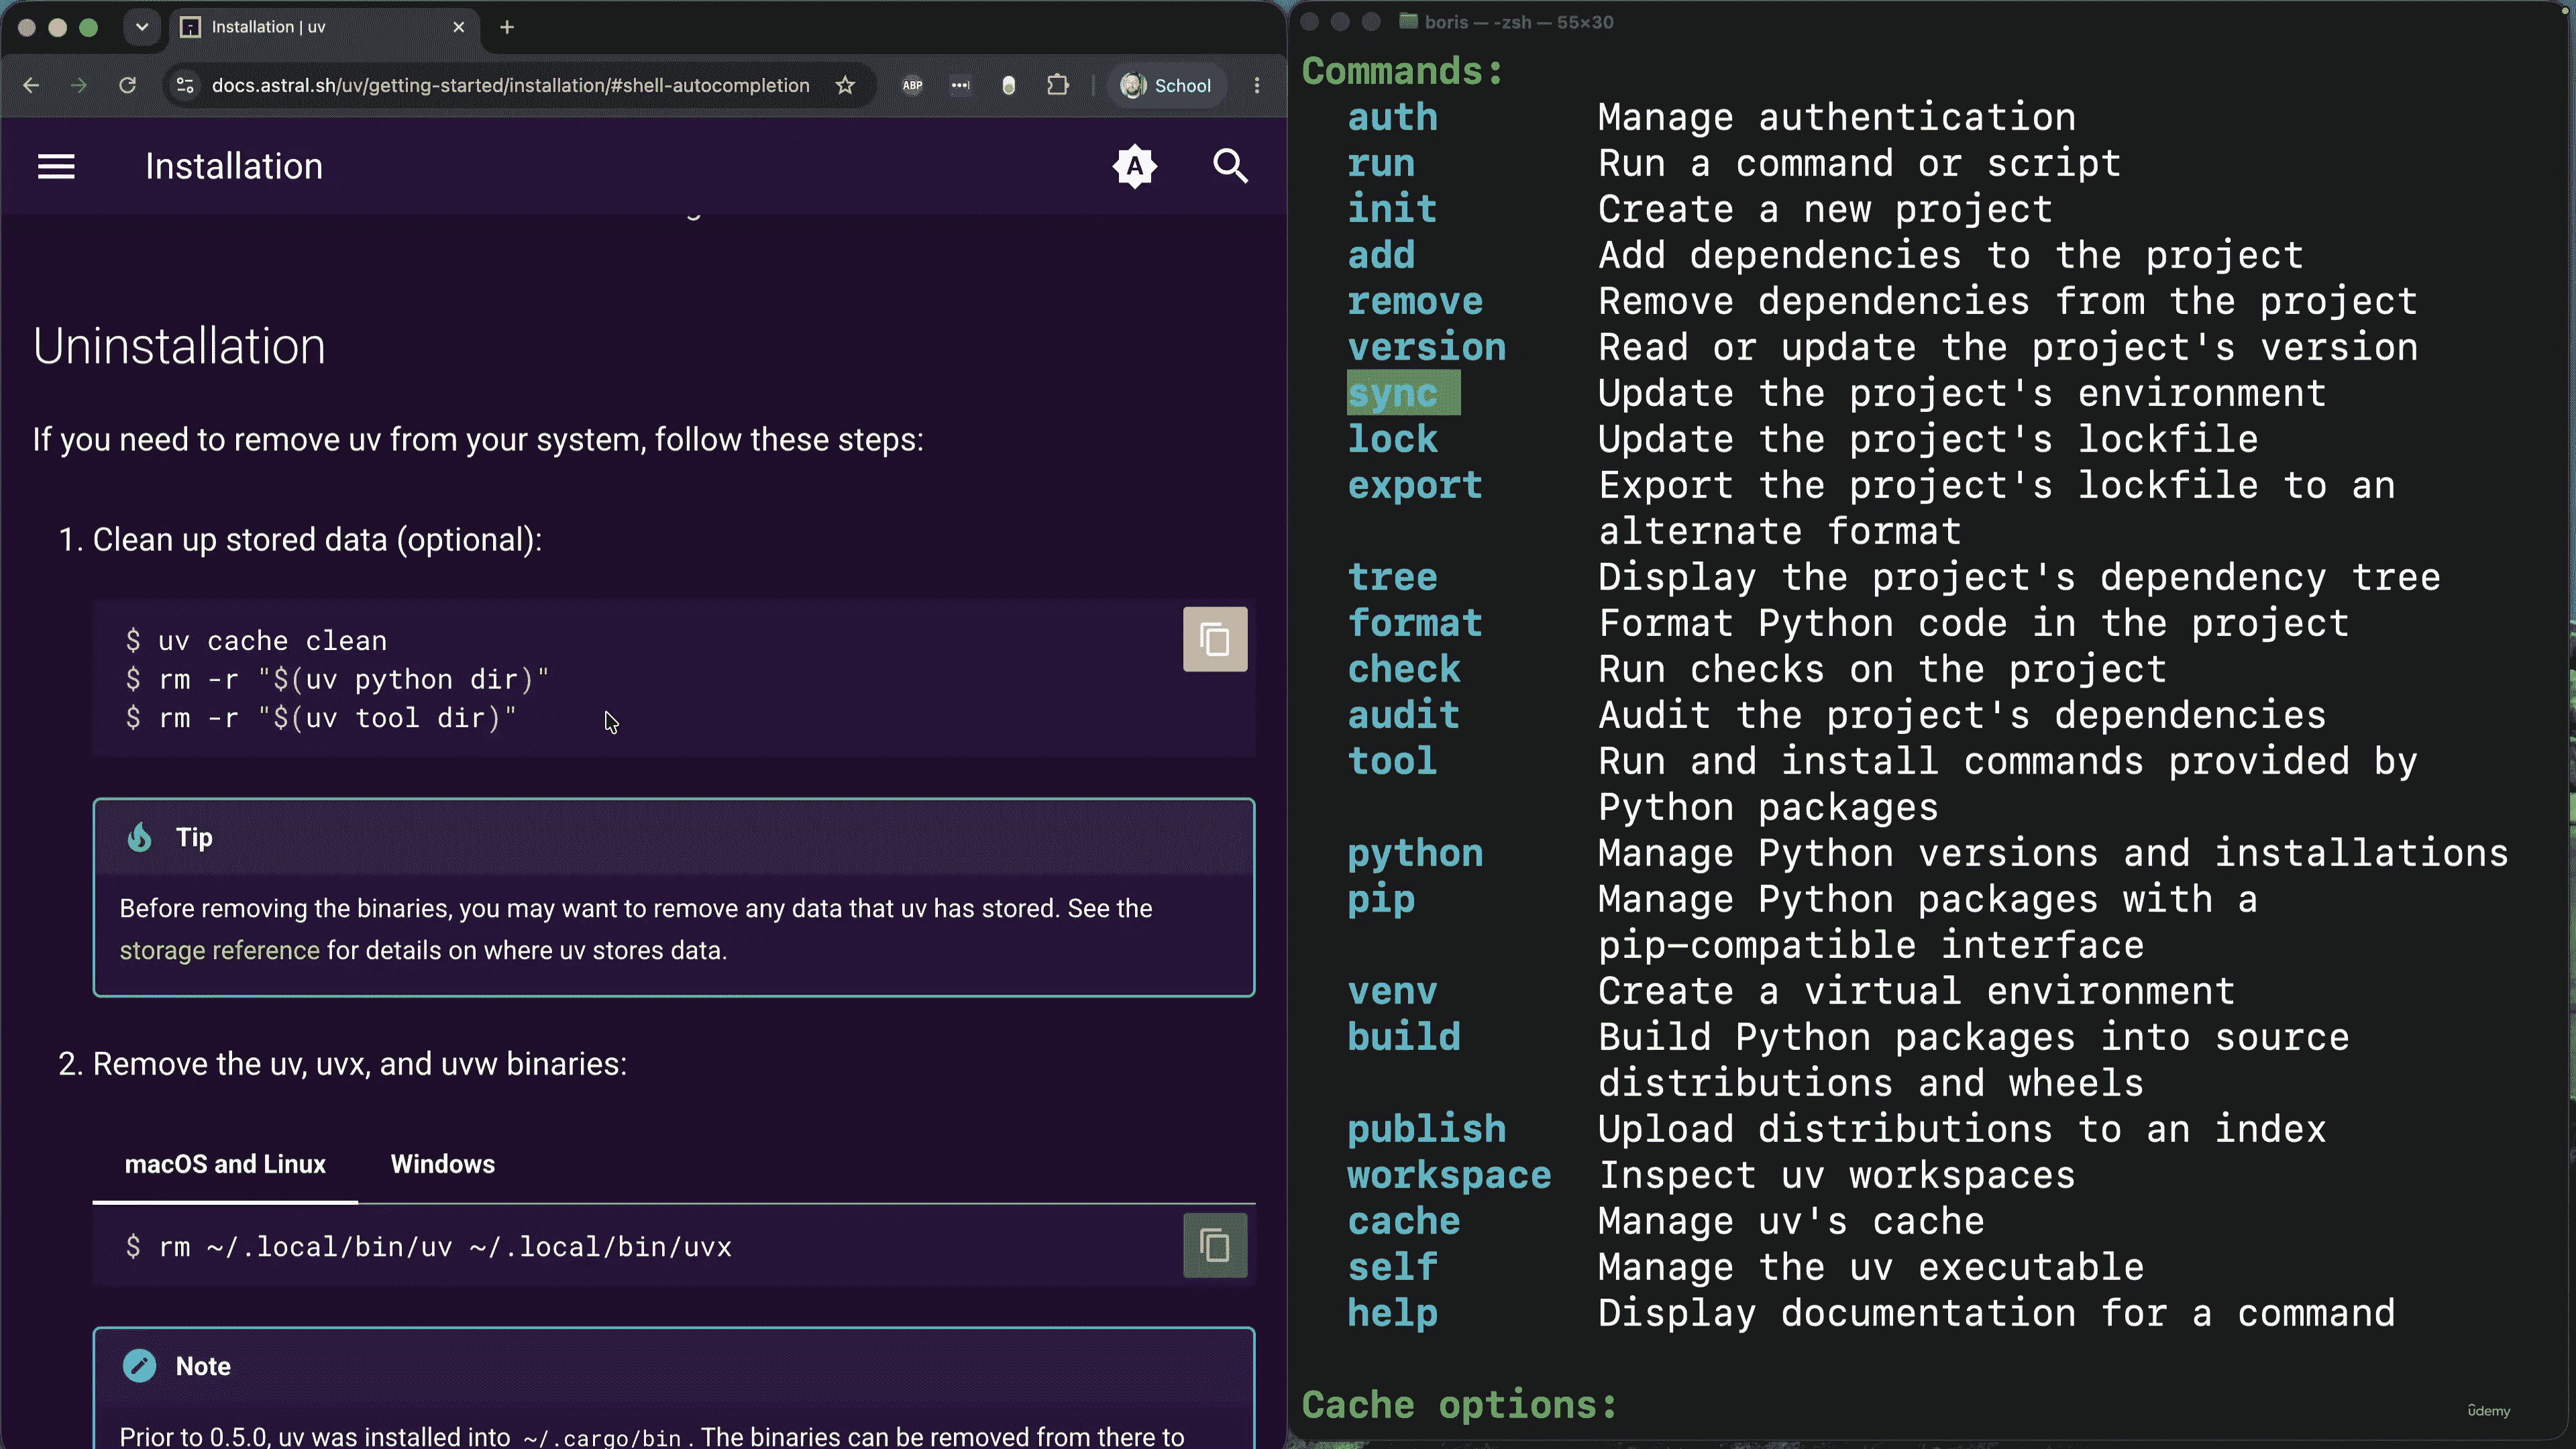 Installation | uv
docs.astral.sh/uv/getting-started/installation/#shell-autocompletion
ABP
School
Installation
A
Uninstallation
If you need to remove uv from your system, follow these steps:
1. Clean up stored data (optional):
$ uv cache clean
$ rm -r "$(uv python dir)"
$ rm -r "$(uv tool dir)"
Tip
Before removing the binaries, you may want to remove any data that uv has stored. See the
storage reference for details on where uv stores data.
2. Remove the uv, uvx, and uvw binaries:
macOS and Linux Windows
$ rm ~/.local/bin/uv ~/.local/bin/uvx
Note
Prior to 0.5.0, uv was installed into ~/.cargo/bin. The binaries can be removed from there to
boris — -zsh — 55×30
Commands:
auth Manage authentication
run Run a command or script
init Create a new project
add Add dependencies to the project
remove Remove dependencies from the project
version Read or update the project's version
sync Update the project's environment
lock Update the project's lockfile
export Export the project's lockfile to an
alternate format
tree Display the project's dependency tree
format Format Python code in the project
check Run checks on the project
audit Audit the project's dependencies
tool Run and install commands provided by
Python packages
python Manage Python versions and installations
pip Manage Python packages with a
pip-compatible interface
venv Create a virtual environment
build Build Python packages into source
distributions and wheels
publish Upload distributions to an index
workspace Inspect uv workspaces
cache Manage uv's cache
self Manage the uv executable
help Display documentation for a command
Cache options:
ûdemy